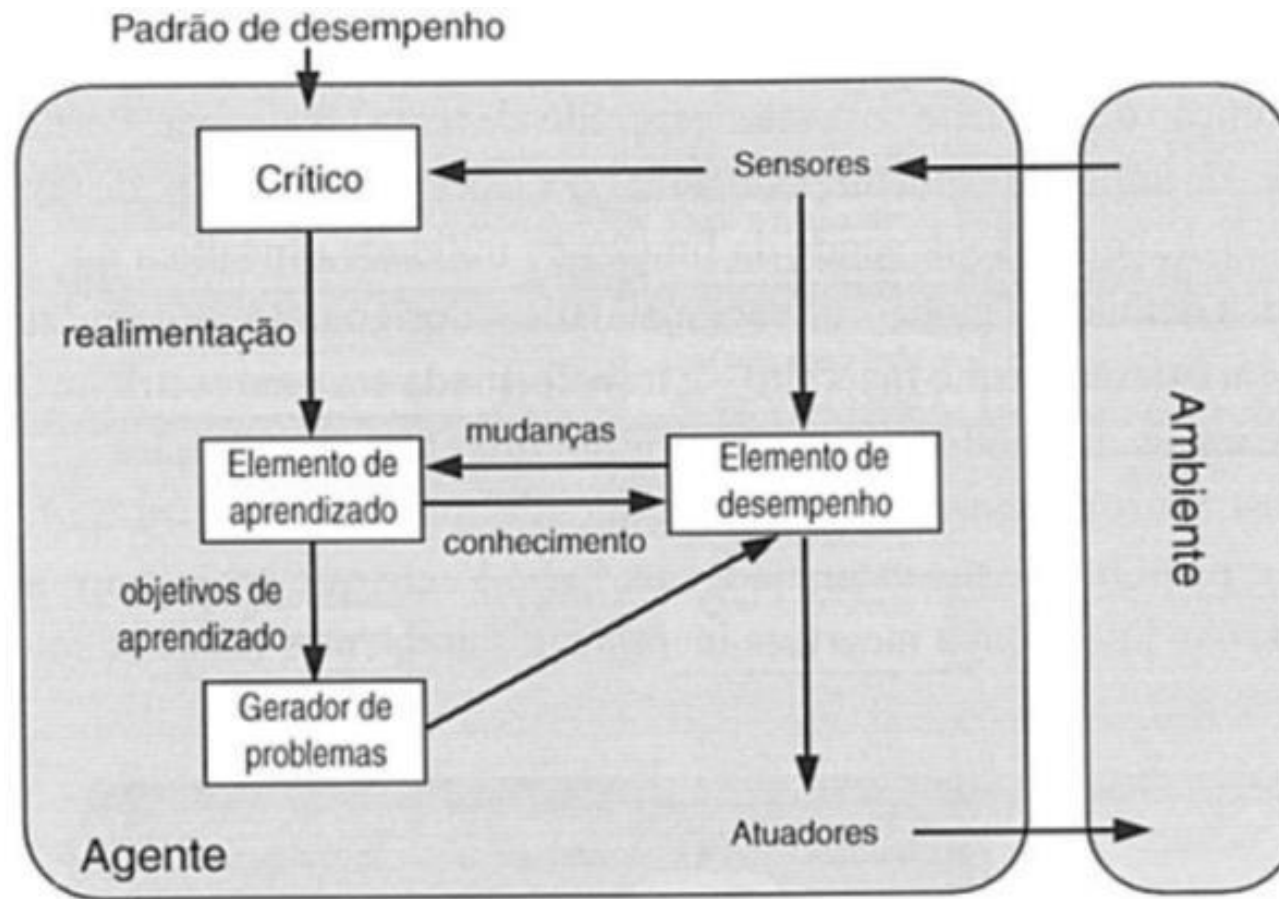 Padrão de desempenho
Crítico
Sensores
realimentação
mudanças
Elemento de
aprendizado
Elemento de
desempenho
conhecimento
objetivos de
aprendizado
Gerador de
problemas
Atuadores
Agente
Ambiente